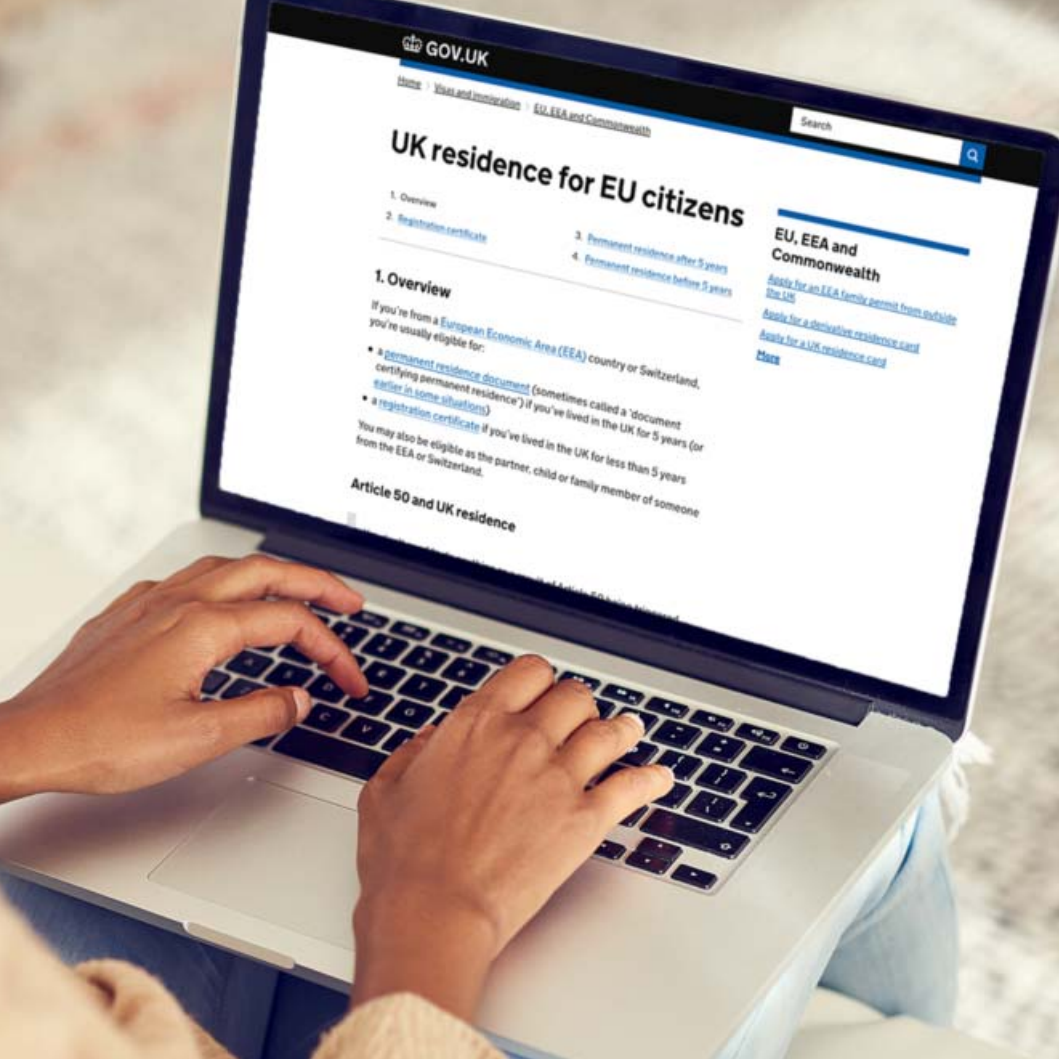 GOV.UK
Home > Visas and immigration > EU, EEA and Commonwealth
Search
UK residence for EU citizens
1. Overview
2. Registration certificate
3. Permanent residence after 5 years
4. Permanent residence before 5 years
EU, EEA and
Commonwealth
Apply for an EEA family permit from outside
the UK
Apply for a derivative residence card
Apply for a UK residence card
More
1. Overview
If you're from a European Economic Area (EEA) country or Switzerland,
you're usually eligible for:
• a permanent residence document (sometimes called a 'document
certifying permanent residence') if you've lived in the UK for 5 years (or
earlier in some situations)
• a registration certificate if you've lived in the UK for less than 5 years
You may also be eligible as the partner, child or family member of someone
from the EEA or Switzerland.
Article 50 and UK residence
of Article 50 being triggered